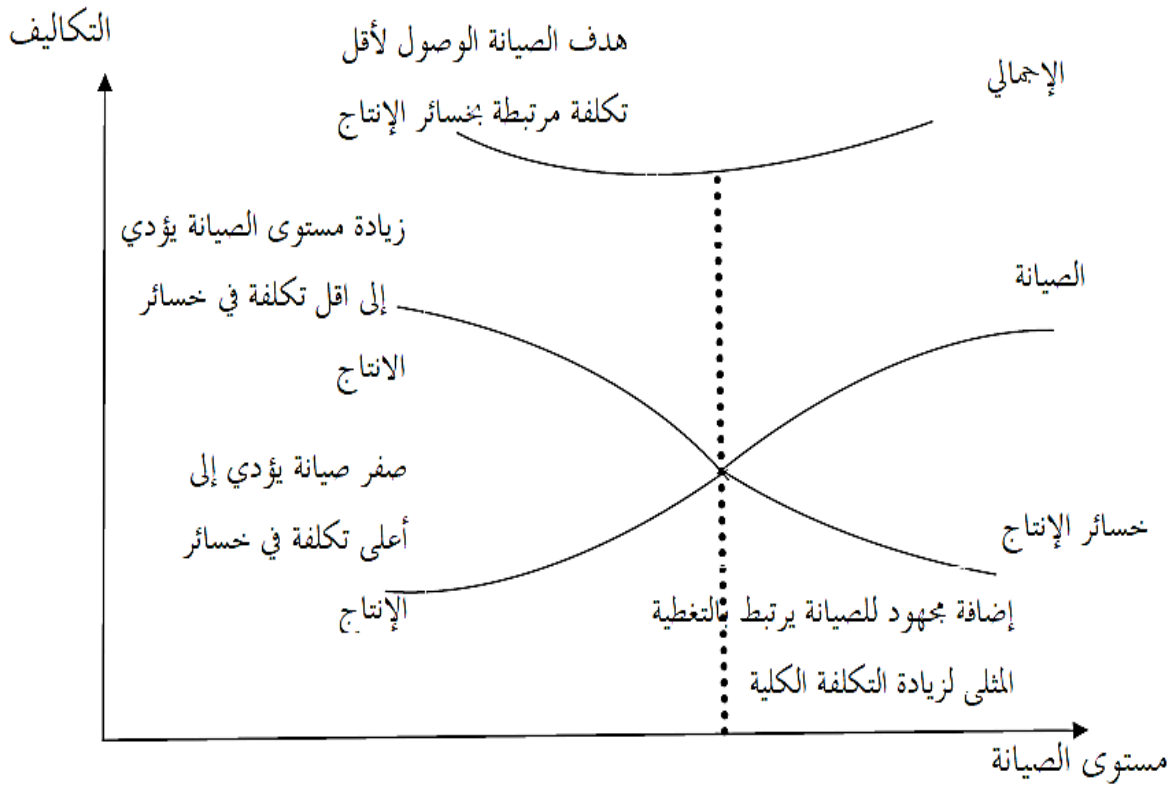 التكاليف
هدف الصيانة الوصول لأقل
تكلفة مرتبطة بخسائر الإنتاج
الإجمالي
زيادة مستوى الصيانة يؤدي
إلى اقل تكلفة في خسائر
الانتاج
الصيانة
صفر صيانة يؤدي إلى
أعلى تكلفة في خسائر
الإنتاج
خسائر الإنتاج
إضافة مجهود للصيانة يرتبط بالتغطية
المثلى لزيادة التكلفة الكلية
مستوى الصيانة